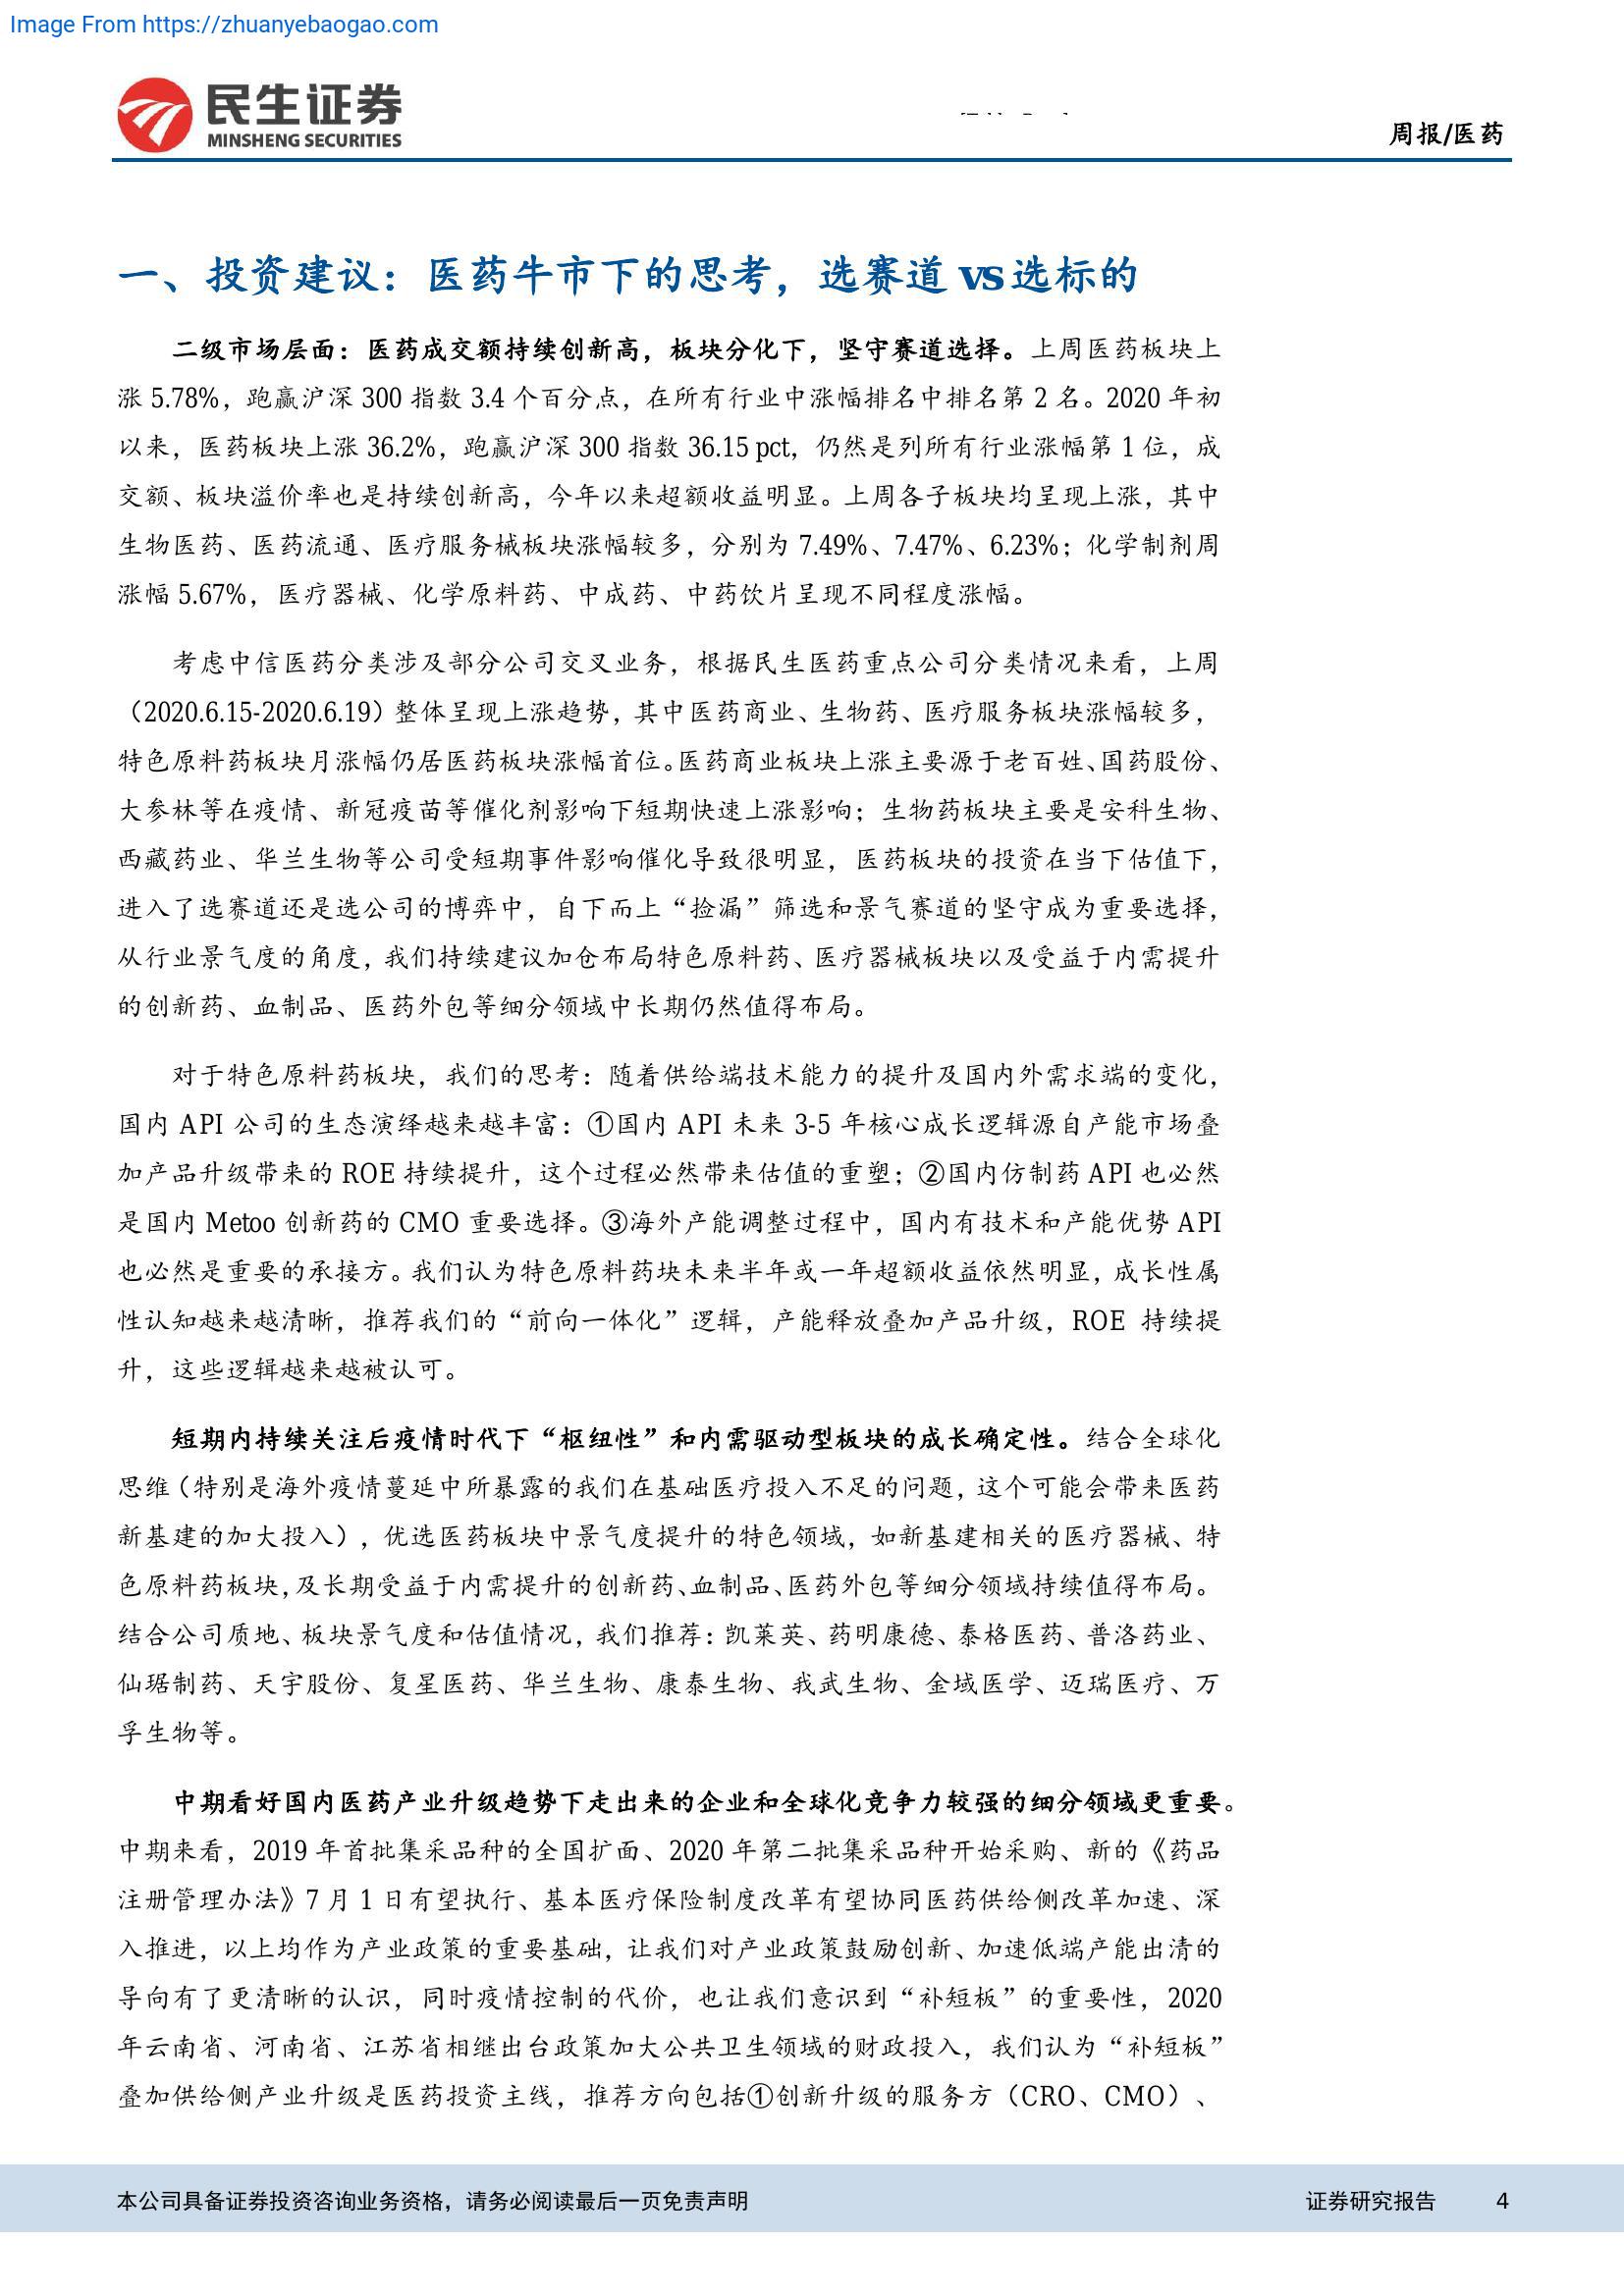 Image From https://zhuanyebaogao.com
民生证券
MINSHENG SECURITIES
周报/医药
一、投资建议：医药牛市下的思考，选赛道 vs 选标的
二级市场层面：医药成交额持续创新高，板块分化下，坚守赛道选择。上周医药板块上
涨 5.78%，跑赢沪深 300 指数 3.4 个百分点，在所有行业中涨幅排名中排名第 2 名。2020 年初
以来，医药板块上涨 36.2%，跑赢沪深 300 指数 36.15 pct，仍然是列所有行业涨幅第 1 位，成
交额、板块溢价率也是持续创新高，今年以来超额收益明显。上周各子板块均呈现上涨，其中
生物医药、医药流通、医疗服务械板块涨幅较多，分别为 7.49%、7.47%、6.23%；化学制剂周
涨幅 5.67%，医疗器械、化学原料药、中成药、中药饮片呈现不同程度涨幅。
考虑中信医药分类涉及部分公司交叉业务，根据民生医药重点公司分类情况来看，上周
（2020.6.15-2020.6.19）整体呈现上涨趋势，其中医药商业、生物药、医疗服务板块涨幅较多，
特色原料药板块月涨幅仍居医药板块涨幅首位。医药商业板块上涨主要源于老百姓、国药股份、
大参林等在疫情、新冠疫苗等催化剂影响下短期快速上涨影响；生物药板块主要是安科生物、
西藏药业、华兰生物等公司受短期事件影响催化导致很明显，医药板块的投资在当下估值下，
进入了选赛道还是选公司的博弈中，自下而上“捡漏”筛选和景气赛道的坚守成为重要选择，
从行业景气度的角度，我们持续建议加仓布局特色原料药、医疗器械板块以及受益于内需提升
的创新药、血制品、医药外包等细分领域中长期仍然值得布局。
对于特色原料药板块，我们的思考：随着供给端技术能力的提升及国内外需求端的变化，
国内 API 公司的生态演绎越来越丰富：①国内 API 未来 3-5 年核心成长逻辑源自产能市场叠
加产品升级带来的 ROE 持续提升，这个过程必然带来估值的重塑；②国内仿制药 API 也必然
是国内 Metoo 创新药的 CMO 重要选择。③海外产能调整过程中，国内有技术和产能优势 API
也必然是重要的承接方。我们认为特色原料药块未来半年或一年超额收益依然明显，成长性属
性认知越来越清晰，推荐我们的“前向一体化”逻辑，产能释放叠加产品升级，ROE 持续提
升，这些逻辑越来越被认可。
短期内持续关注后疫情时代下“枢纽性”和内需驱动型板块的成长确定性。结合全球化
思维（特别是海外疫情蔓延中所暴露的我们在基础医疗投入不足的问题，这个可能会带来医药
新基建的加大投入），优选医药板块中景气度提升的特色领域，如新基建相关的医疗器械、特
色原料药板块，及长期受益于内需提升的创新药、血制品、医药外包等细分领域持续值得布局。
结合公司质地、板块景气度和估值情况，我们推荐：凯莱英、药明康德、泰格医药、普洛药业、
仙琚制药、天宇股份、复星医药、华兰生物、康泰生物、我武生物、金域医学、迈瑞医疗、万
孚生物等。
中期看好国内医药产业升级趋势下走出来的企业和全球化竞争力较强的细分领域更重要。
中期来看，2019 年首批集采品种的全国扩面、2020 年第二批集采品种开始采购、新的《药品
注册管理办法》7 月 1 日有望执行、基本医疗保险制度改革有望协同医药供给侧改革加速、深
入推进，以上均作为产业政策的重要基础，让我们对产业政策鼓励创新、加速低端产能出清的
导向有了更清晰的认识，同时疫情控制的代价，也让我们意识到“补短板”的重要性，2020
年云南省、河南省、江苏省相继出台政策加大公共卫生领域的财政投入，我们认为“补短板”
叠加供给侧产业升级是医药投资主线，推荐方向包括①创新升级的服务方（CRO、CMO）、
本公司具备证券投资咨询业务资格，请务必阅读最后一页免责声明
证券研究报告 4